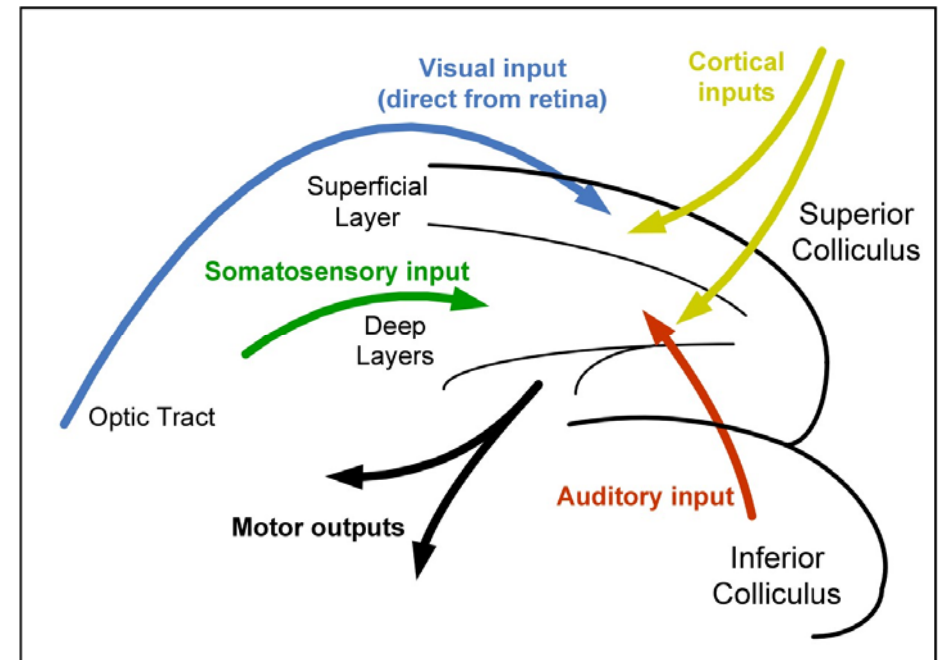 Visual input
(direct from retina)
Cortical
inputs
Superficial
Layer
Superior
Colliculus
Somatosensory input
Deep
Layers
Optic Tract
Auditory input
Motor outputs
Inferior
Colliculus